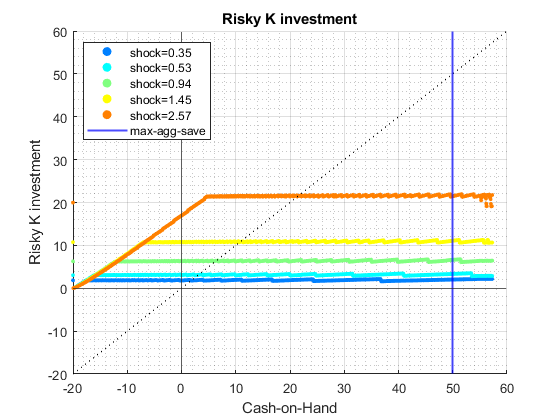 Risky K investment
60
50
40
30
20
10
0
-10
-20
Risky K investment
shock=0.35
shock=0.53
shock=0.94
shock=1.45
shock=2.57
max-agg-save
-20
-10
0
10
20
30
40
50
60
Cash-on-Hand